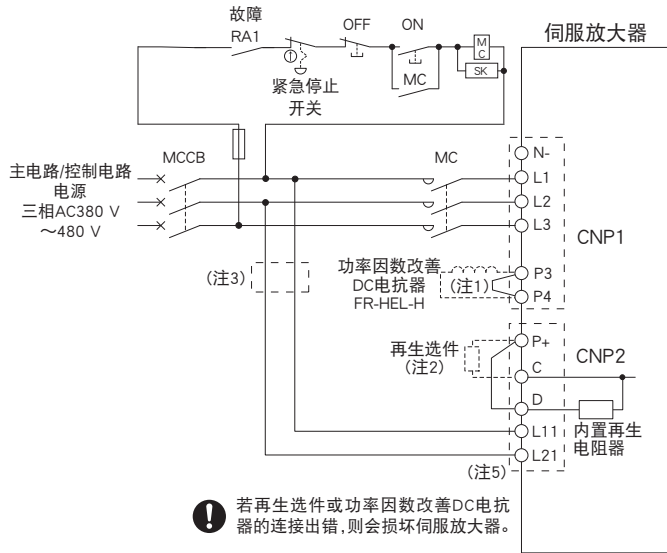 故障
RA1
OFF
ON
MC
SK
MC
紧急停止
开关
伺服放大器
主电路/控制电路
电源
三相AC380 V
～480 V
MCCB
MC
N-
L1
L2
L3
CNP1
(注3)
功率因数改善
DC电抗器
FR-HEL-H
(注1)
P3
P4
再生选件
(注2)
P+
C
D
CNP2
内置再生
电阻器
L11
L21
(注5)
若再生选件或功率因数改善DC电抗
器的连接出错,则会损坏伺服放大器。